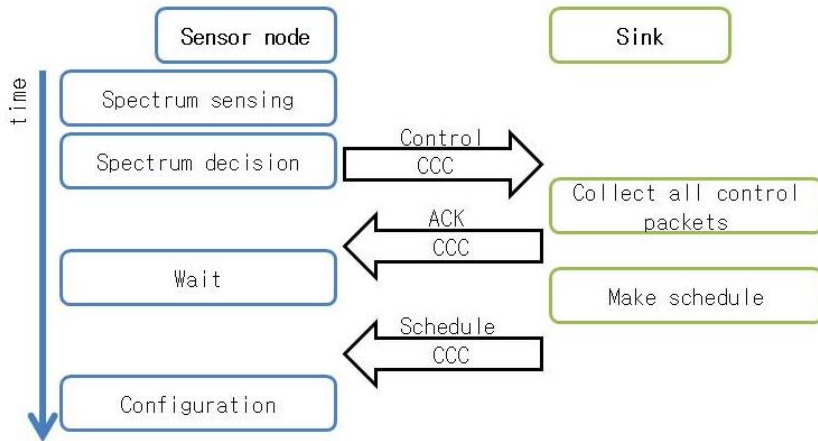 Sensor node
Sink
time
Spectrum sensing
Spectrum decision
Control
CCC
Collect all control
packets
ACK
CCC
Wait
Make schedule
Schedule
CCC
Configuration